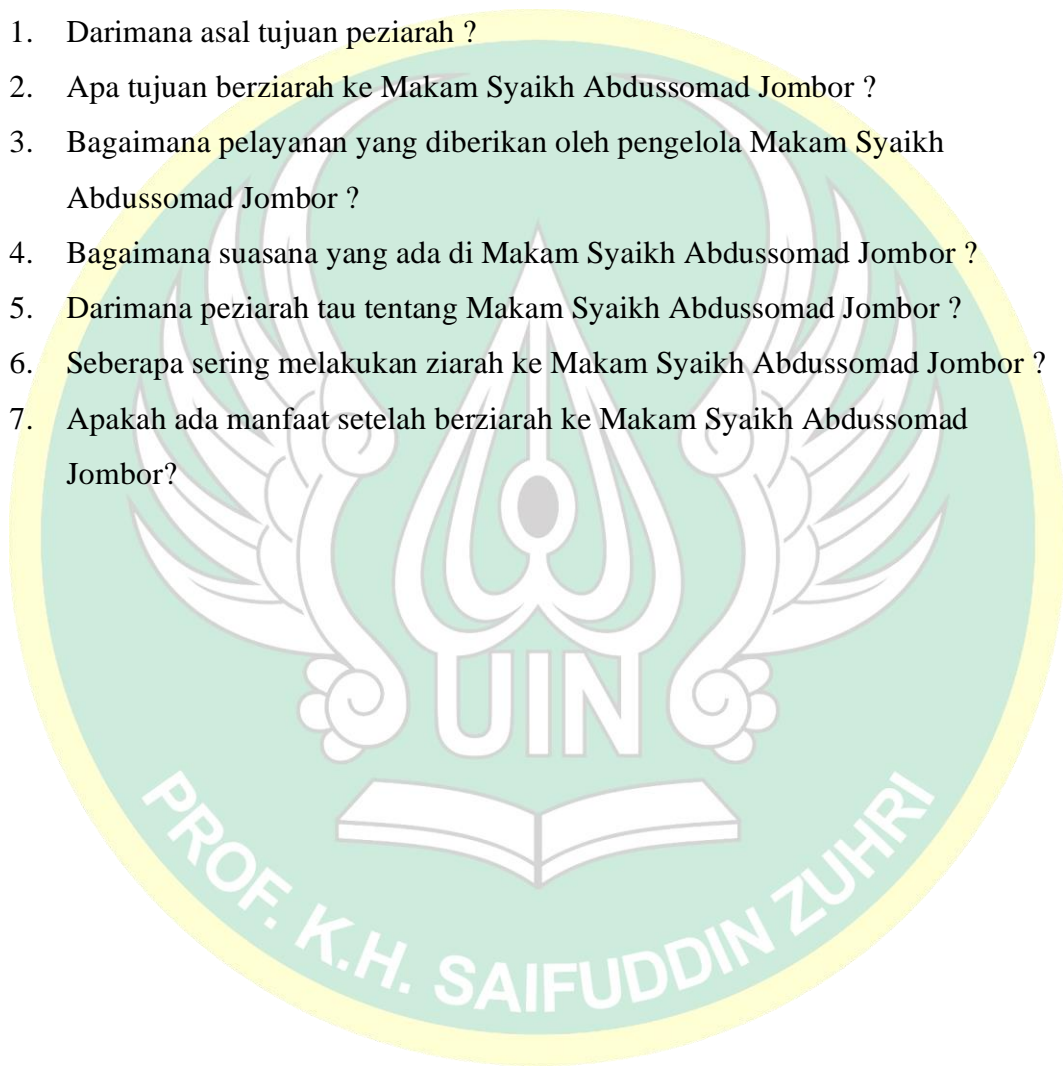 1. Darimana asal tujuan peziarah ?
2. Apa tujuan berziarah ke Makam Syaikh Abdussomad Jombor ?
3. Bagaimana pelayanan yang diberikan oleh pengelola Makam Syaikh
Abdussomad Jombor ?
4. Bagaimana suasana yang ada di Makam Syaikh Abdussomad Jombor ?
5. Darimana peziarah tau tentang Makam Syaikh Abdussomad Jombor ?
6. Seberapa sering melakukan ziarah ke Makam Syaikh Abdussomad Jombor ?
7. Apakah ada manfaat setelah berziarah ke Makam Syaikh Abdussomad
Jombor?
UIN
PROF. K.H. SAIFUDDIN ZUHRI